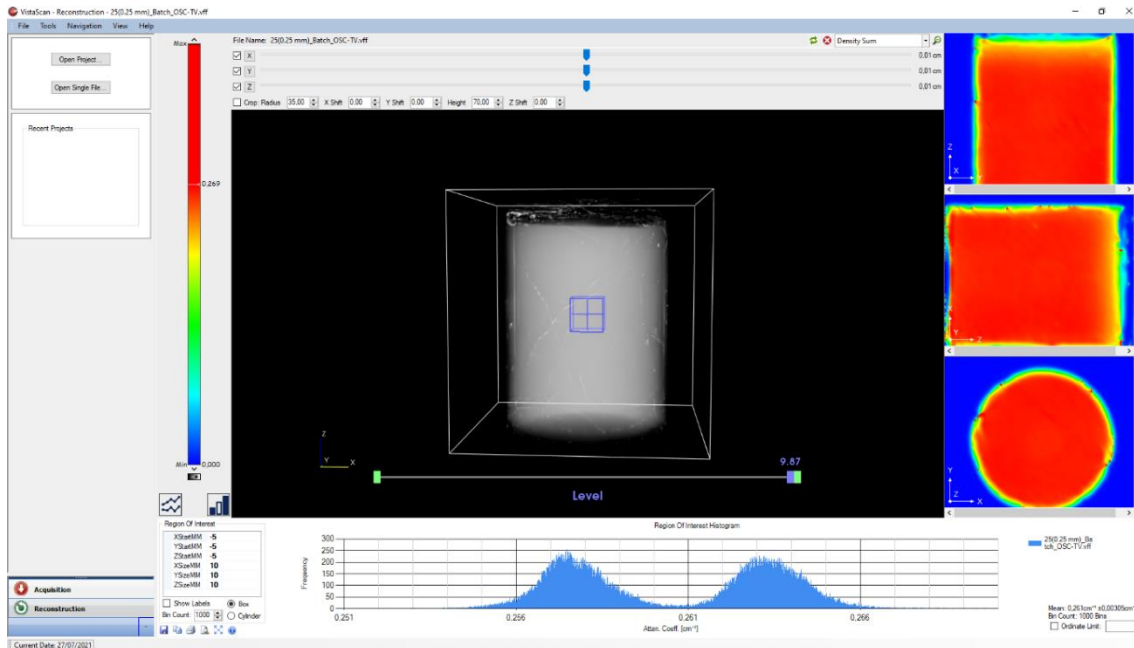 VistaScan - Reconstruction - 25(0.25 mm)_Batch_OSC-TV.vff
File Tools Navigation View Help
Open Project...
Open Single File...
Recent Projects
Max
0,269
Min
0,000
File Name: 25(0.25 mm)_Batch_OSC-TV.vff
Density Sum
X
0,01 cm
Y
0,01 cm
Z
0,01 cm
Crop: Radius 35,00 X Shift 0,00 Y Shift 0,00 Height 70,00 Z Shift 0,00
Z
Y
X
9.87
Level
Z
X
Y
Y
Z
Y
Z
X
Region Of Interest
XStartMM -5
YStartMM -5
ZStartMM -5
XSizeMM 10
YSizeMM 10
ZSizeMM 10
Show Labels
Box
Bin Count: 1000
Cylinder
Region Of Interest Histogram
Frequency
300
250
200
150
100
50
0
0,251
0,256
0,261
0,266
Atten. Coeff. [cm⁻¹]
25(0.25 mm)_Ba
tch_OSC-TV.vff
Mean: 0,261cm⁻¹ ±0,00305cm⁻¹
Bin Count: 1000 Bins
Ordinate Limit:
Acquisition
Reconstruction
Current Date: 27/07/2021